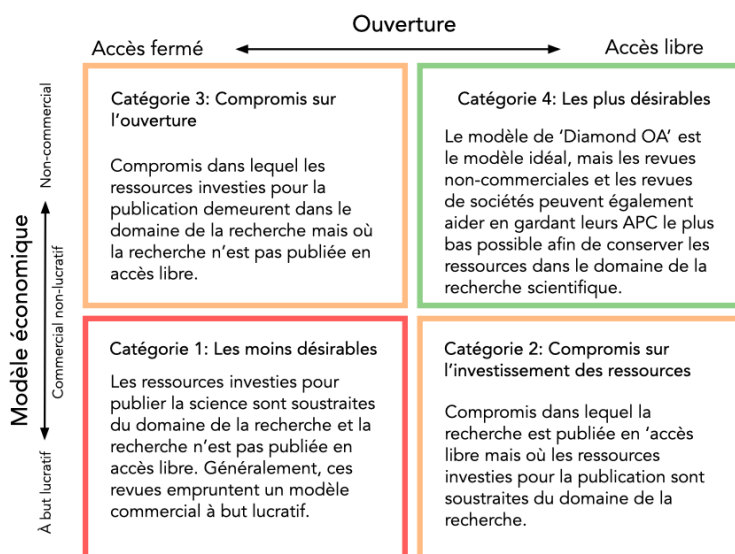 Ouverture
Accès fermé
Accès libre
Modèle économique
Non-commercial
Commercial non-lucratif
À but lucratif
Catégorie 3: Compromis sur
l’ouverture
Compromis dans lequel les
ressources investies pour la
publication demeurent dans le
domaine de la recherche mais où
la recherche n’est pas publiée en
accès libre.
Catégorie 4: Les plus désirables
Le modèle de ‘Diamond OA’ est
le modèle idéal, mais les revues
non-commerciales et les revues
de sociétés peuvent également
aider en gardant leurs APC le plus
bas possible afin de conserver les
ressources dans le domaine de la
recherche scientifique.
Catégorie 1: Les moins désirables
Les ressources investies pour
publier la science sont soustraites
du domaine de la recherche et la
recherche n’est pas publiée en
accès libre. Généralement, ces
revues empruntent un modèle
commercial à but lucratif.
Catégorie 2: Compromis sur
l’investissement des ressources
Compromis dans lequel la
recherche est publiée en ‘accès
libre mais où les ressources
investies pour la publication sont
soustraites du domaine de la
recherche.